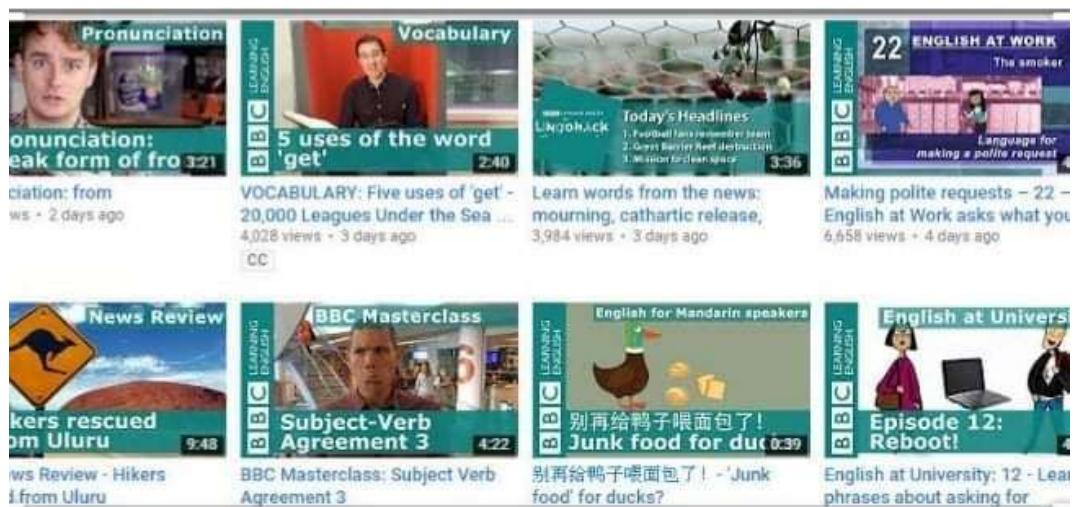 Pronunciation
onunciation:
eak form of fro
3:21
ciation: from
ws • 2 days ago
BBC
LEARNING
ENGLISH
Vocabulary
5 uses of the word
'get'
2:40
VOCABULARY: Five uses of 'get' -
20,000 Leagues Under the Sea ...
4,028 views • 3 days ago
CC
LINGOHACK
Today's Headlines
1. Football fans remember team
2. Great Barrier Reef destruction
3. Mission to clean space
3:36
Learn words from the news:
mourning, cathartic release,
3,984 views • 3 days ago
BBC
LEARNING
ENGLISH
22
ENGLISH AT WORK
The smoker
Language for
making a polite request
4
Making polite requests – 22 –
English at Work asks what you
6,658 views • 4 days ago
News Review
kers rescued
om Uluru
9:48
ws Review - Hikers
d from Uluru
BBC
LEARNING
ENGLISH
BBC Masterclass
6
Subject-Verb
Agreement 3
4:22
BBC Masterclass: Subject Verb
Agreement 3
BBC
LEARNING
ENGLISH
English for Mandarin speakers
别再给鸭子喂面包了!
Junk food for duc
0:39
别再给鸭子喂面包了! - 'Junk
food' for ducks?
BBC
LEARNING
ENGLISH
English at Univers
Episode 12:
Reboot!
4
English at University: 12 - Lear
phrases about asking for